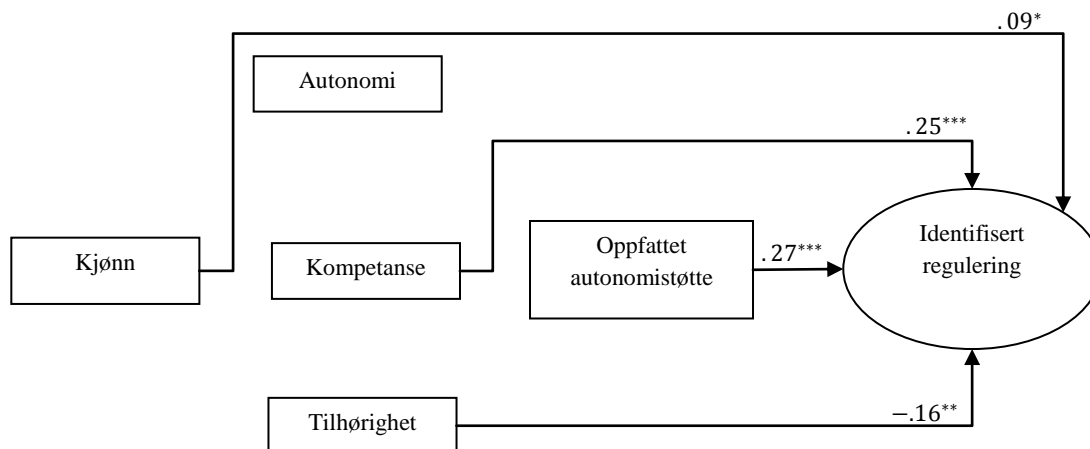 .09*
Autonomi
.25***
Kjønn
Kompetanse
Oppfattet
autonomistøtte
.27***
Identifisert
regulering
Tilhørighet
−.16**